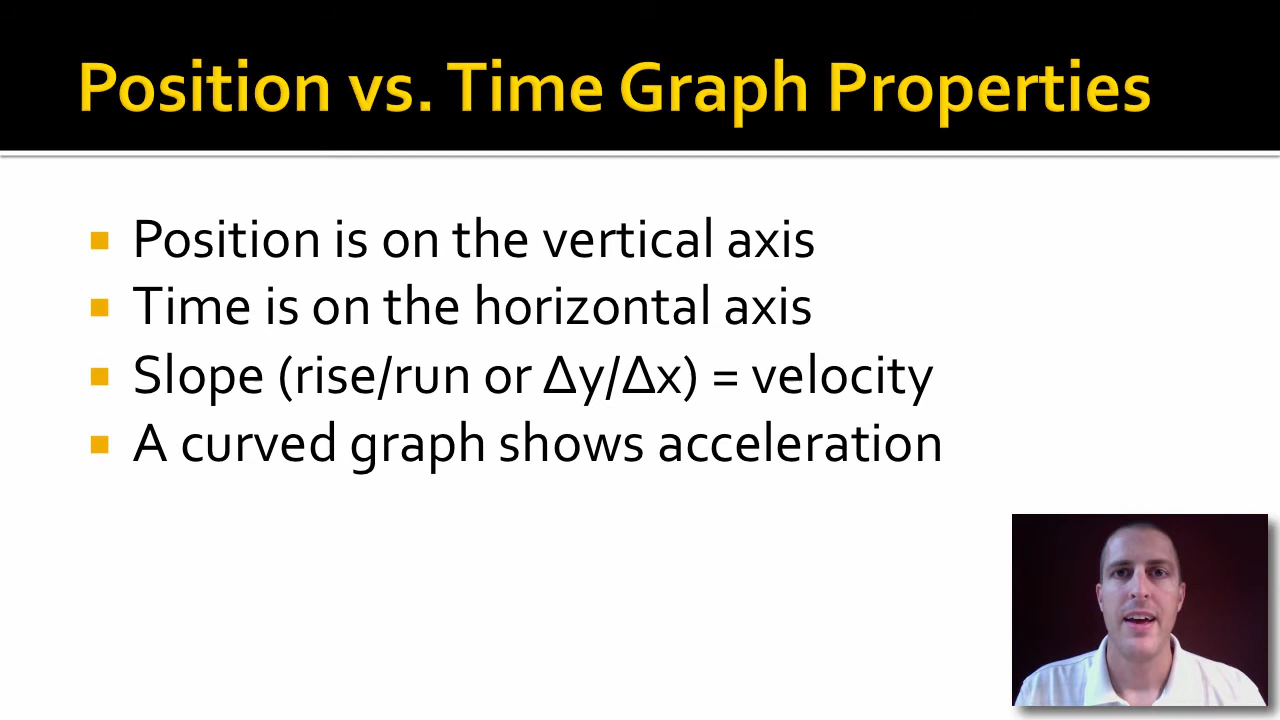 Position vs. Time Graph Properties
Position is on the vertical axis
Time is on the horizontal axis
Slope (rise/run or Δy/Δx) = velocity
A curved graph shows acceleration